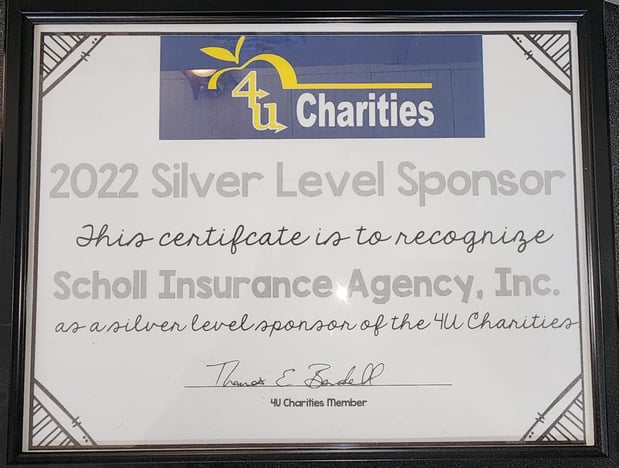 4U Charities
2022 Silver Level Sponsor
This certifcate is to recognize
Scholl Insurance Agency, Inc.
as a silver level sponsor of the 4U Charities
4U Charities Member